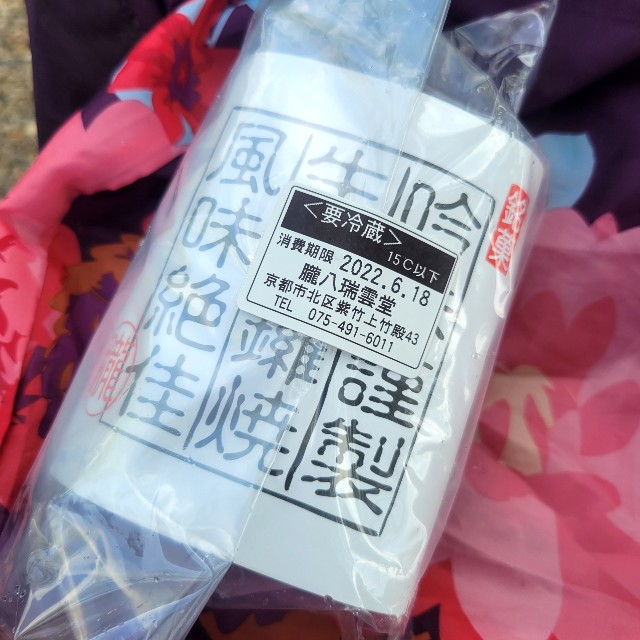 吟
謹製
生
鑼焼
風味絶佳
<要冷蔵>
15℃以下
消費期限 2022.6.18
朧八瑞雲堂
京都市北区紫竹上竹殿43
TEL 075-491-6011